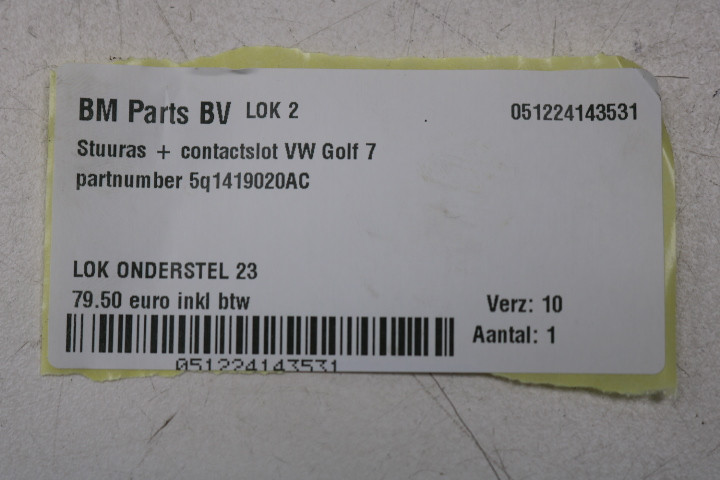 BM Parts BV LOK 2 051224143531
Stuuras + contactslot VW Golf 7
partnumber 5q1419020AC
LOK ONDERSTEL 23
79.50 euro inkl btw Verz: 10
Aantal: 1
051224143531